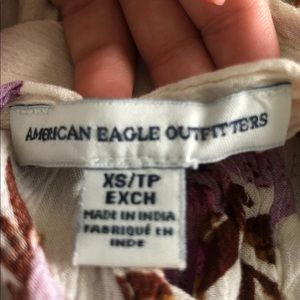 AMERICAN EAGLE OUTFITTERS
XS/TP
EXCH
MADE IN INDIA
FABRIQUÉ EN
INDE